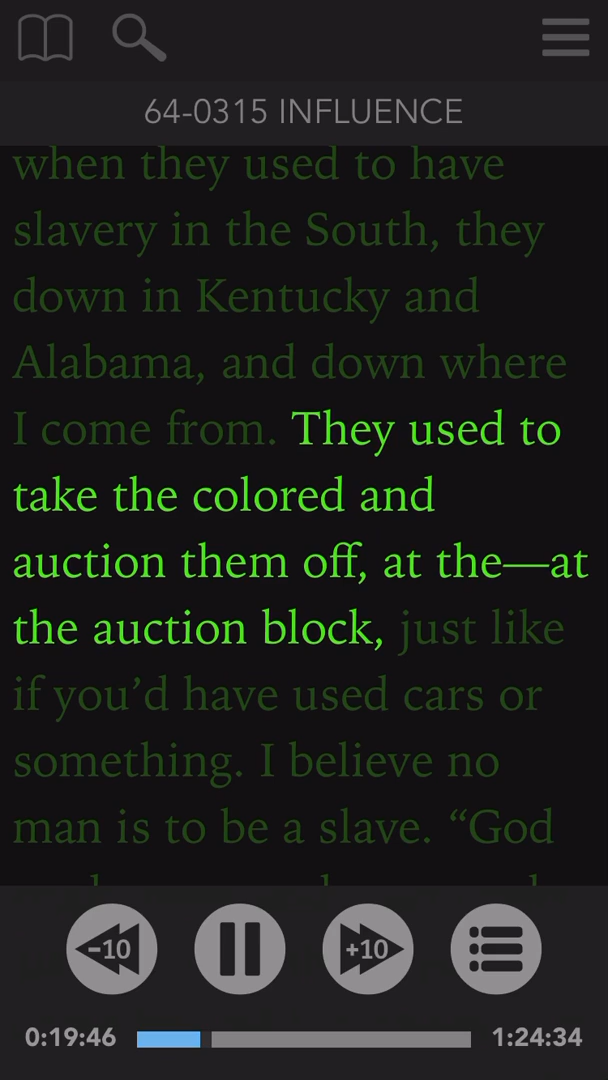 64-0315 INFLUENCE
when they used to have
slavery in the South, they
down in Kentucky and
Alabama, and down where
I come from. They used to
take the colored and
auction them off, at the—at
the auction block, just like
if you’d have used cars or
something. I believe no
man is to be a slave. “God
-10 +10
0:19:46 1:24:34